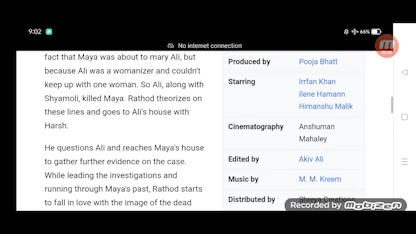 9:02
66%
No internet connection
fact that Maya was about to mary Ali, but
because Ali was a womanizer and couldn't
keep up with one woman. So Ali, along with
Shyamoli, killed Maya. Rathod theorizes on
these lines and goes to Ali's house with
Harsh.
He questions Ali and reaches Maya's house
to gather further evidence on the case.
While leading the investigations and
running through Maya's past, Rathod starts
to fall in love with the image of the dead
Produced by Pooja Bhatt
Starring Irrfan Khan
Ilene Hamann
Himanshu Malik
Cinematography Anshuman
Mahaley
Edited by Akiv Ali
Music by M. M. Kreem
Distributed by Shreya Creations
Recorded by mobizen